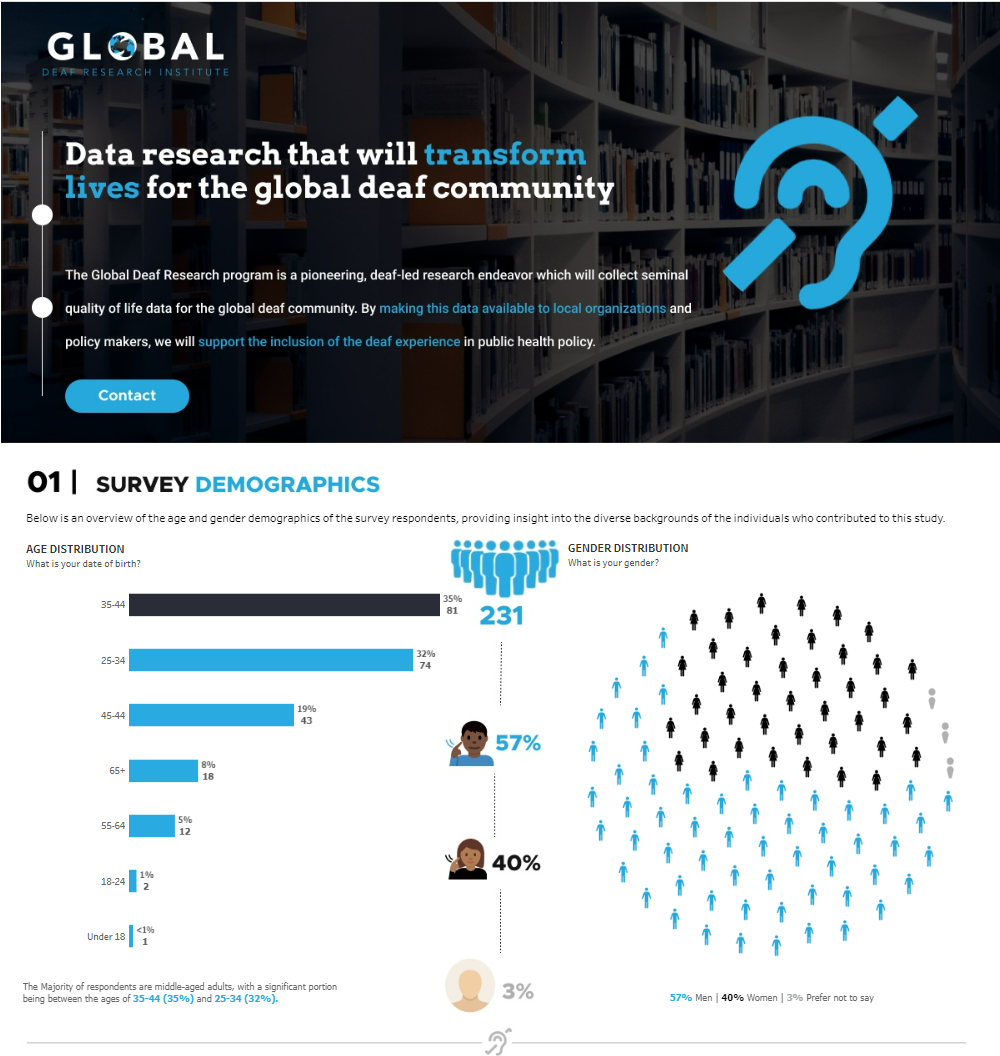 GLOBAL
DEAF RESEARCH INSTITUTE
Data research that will transform
lives for the global deaf community
The Global Deaf Research program is a pioneering, deaf-led research endeavor which will collect seminal
quality of life data for the global deaf community. By making this data available to local organizations and
policy makers, we will support the inclusion of the deaf experience in public health policy.
Contact
01 | SURVEY DEMOGRAPHICS
Below is an overview of the age and gender demographics of the survey respondents, providing insight into the diverse backgrounds of the individuals who contributed to this study.
AGE DISTRIBUTION
What is your date of birth?
35-44
35%
81
25-34
32%
74
45-44
19%
43
65+
8%
18
55-64
5%
12
18-24
1%
2
Under 18
<1%
1
The Majority of respondents are middle-aged adults, with a significant portion
being between the ages of 35-44 (35%) and 25-34 (32%).
231
57%
40%
3%
GENDER DISTRIBUTION
What is your gender?
57% Men | 40% Women | 3% Prefer not to say